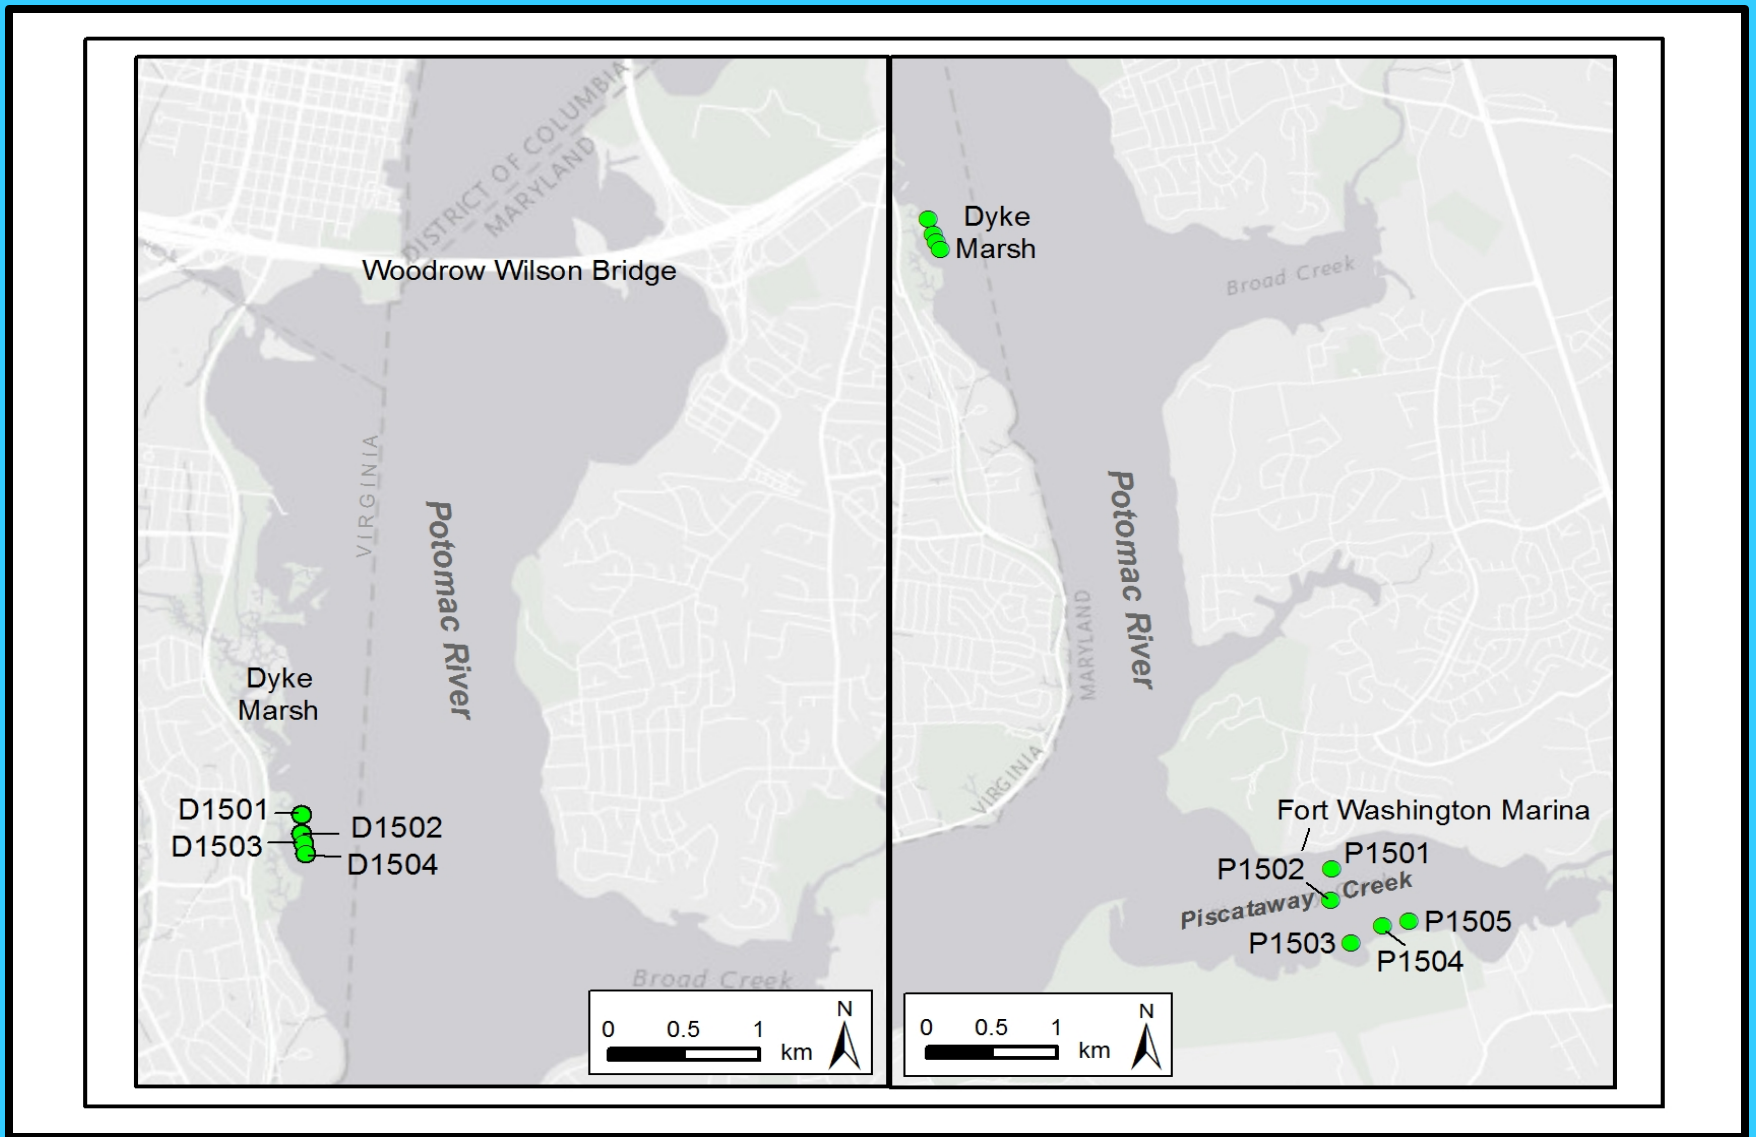 DISTRICT OF COLUMBIA
MARYLAND
Woodrow Wilson Bridge
VIRGINIA
Potomac River
Dyke
Marsh
D1501
D1502
D1503
D1504
Broad Creek
0 0.5 1
km
N
Dyke
Marsh
Broad Creek
Potomac River
MARYLAND
VIRGINIA
Fort Washington Marina
P1501
P1502
Piscataway Creek
P1505
P1503
P1504
0 0.5 1
km
N